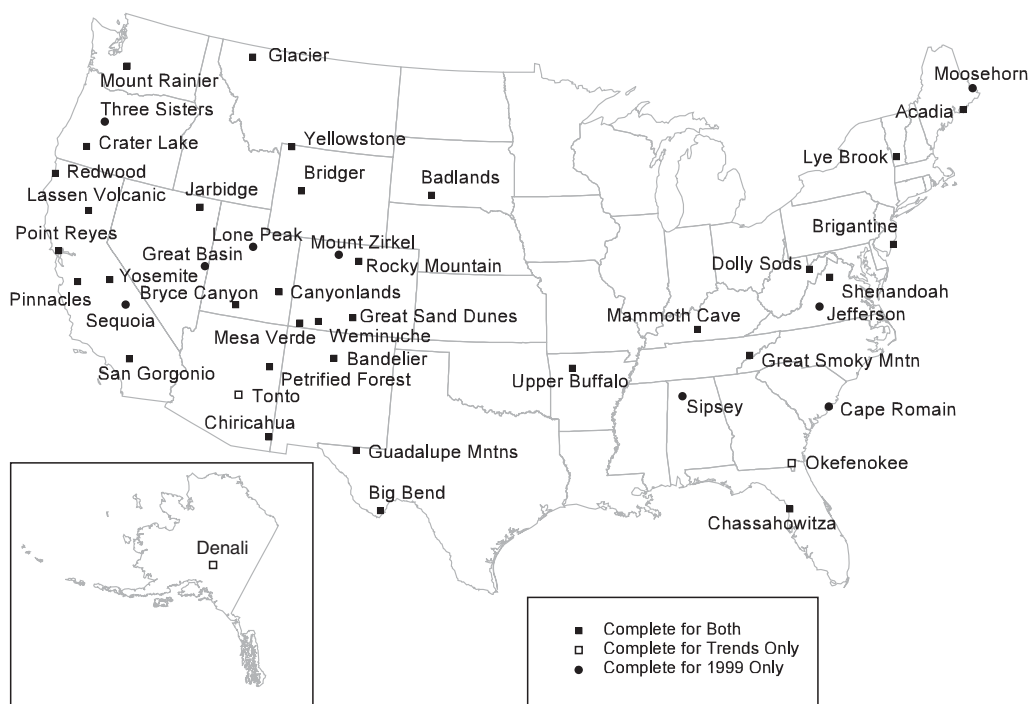 Glacier
Moosehorn
Mount Rainier
Three Sisters
Acadia
Crater Lake
Yellowstone
Lye Brook
Redwood
Bridger
Badlands
Lassen Volcanic
Jarbidge
Brigantine
Point Reyes
Lone Peak
Mount Zirkel
Great Basin
Rocky Mountain
Dolly Sods
Yosemite
Pinnacles
Bryce Canyon
Canyonlands
Shenandoah
Sequoia
Great Sand Dunes
Mammoth Cave
Jefferson
Mesa Verde
Weminuche
San Gorgonio
Bandelier
Great Smoky Mntn
Petrified Forest
Upper Buffalo
Tonto
Sipsey
Cape Romain
Chiricahua
Guadalupe Mntns
Okefenokee
Big Bend
Chassahowitza
Denali
Complete for Both
Complete for Trends Only
Complete for 1999 Only